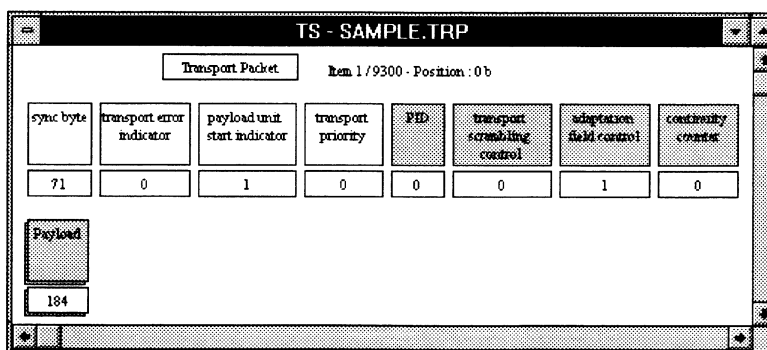 TS - SAMPLE.TRP
Transport Packet
Item 1/9300 - Position : 0 b
sync byte
transport error
indicator
payload unit
start indicator
transport
priority
PID
transport
scrambling
control
adaptation
field control
continuity
counter
71
0
1
0
0
0
1
0
Payload
184